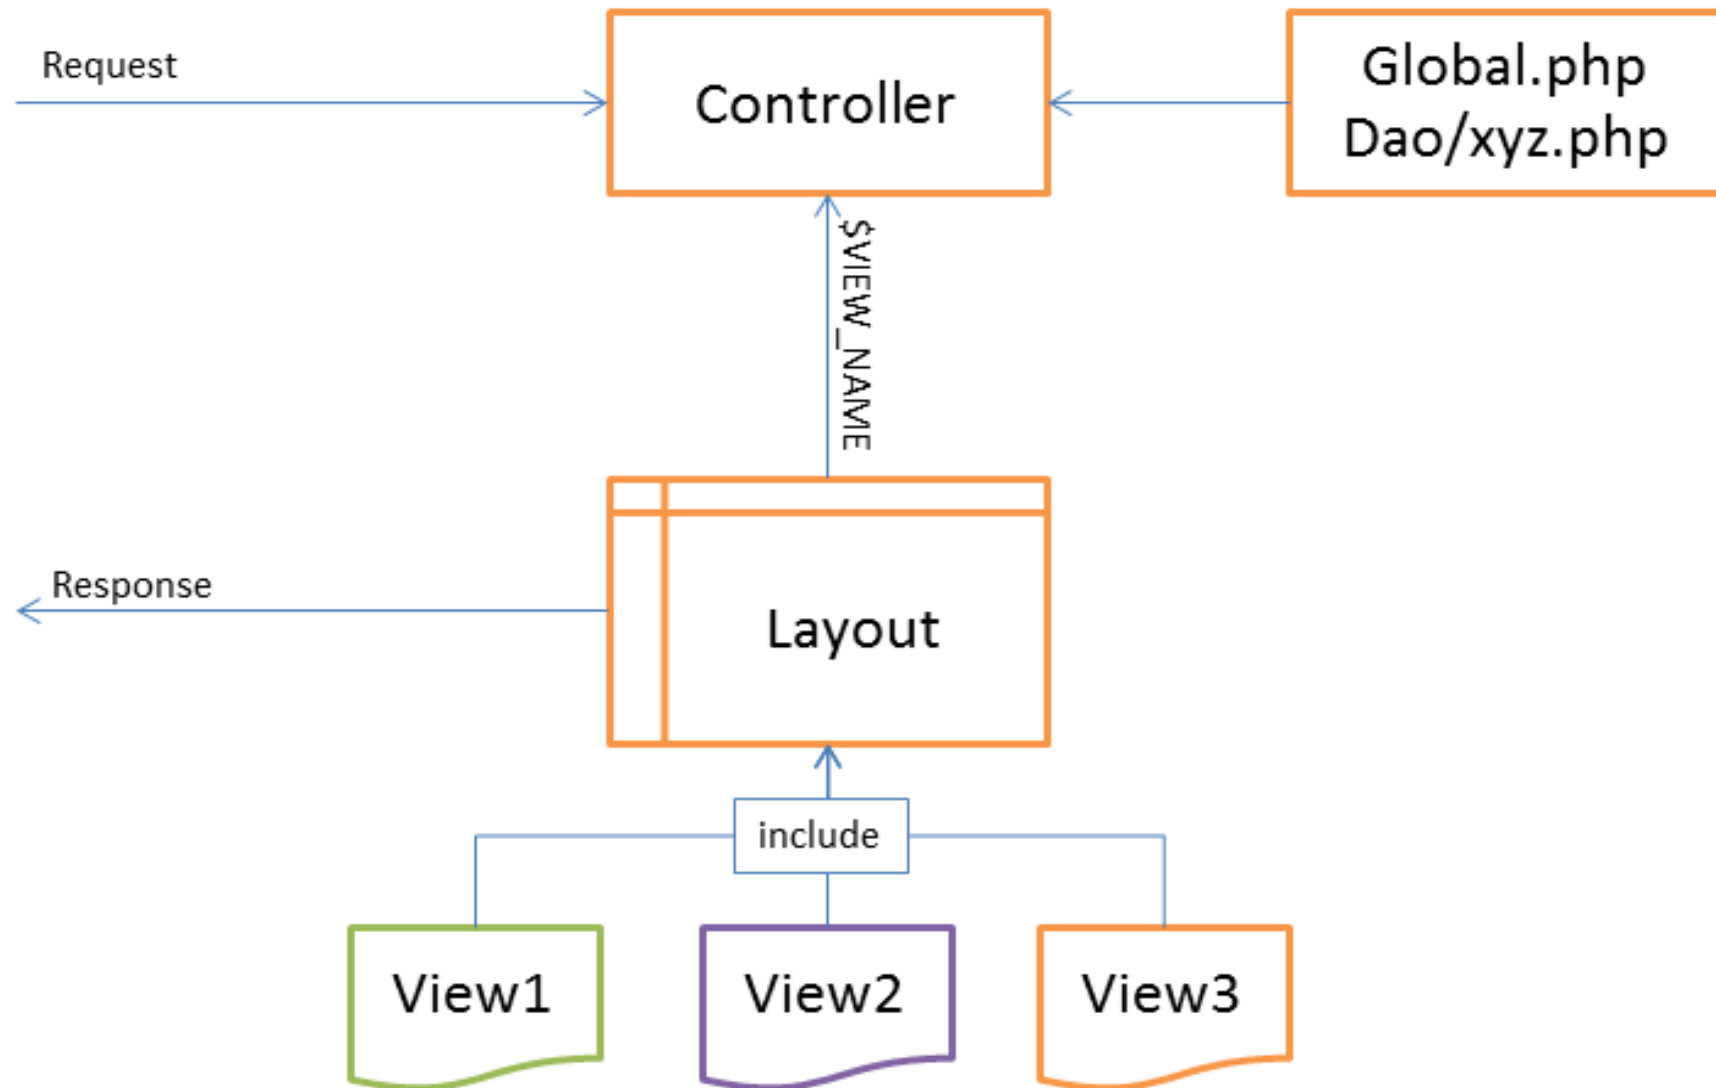 Request
Controller
Global.php
Dao/xyz.php
$VIEW_NAME
Response
Layout
include
View1
View2
View3